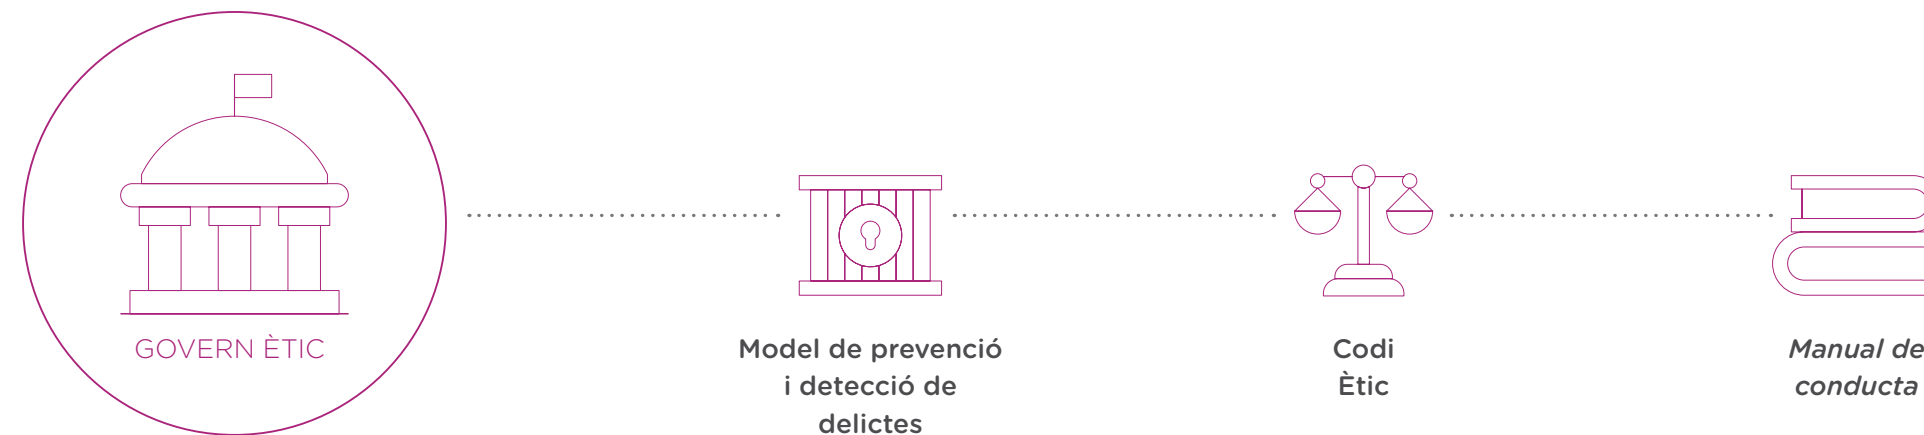 GOVERN ÈTIC
Model de prevenció
i detecció de
delictes
Codi
Ètic
Manual de
conducta